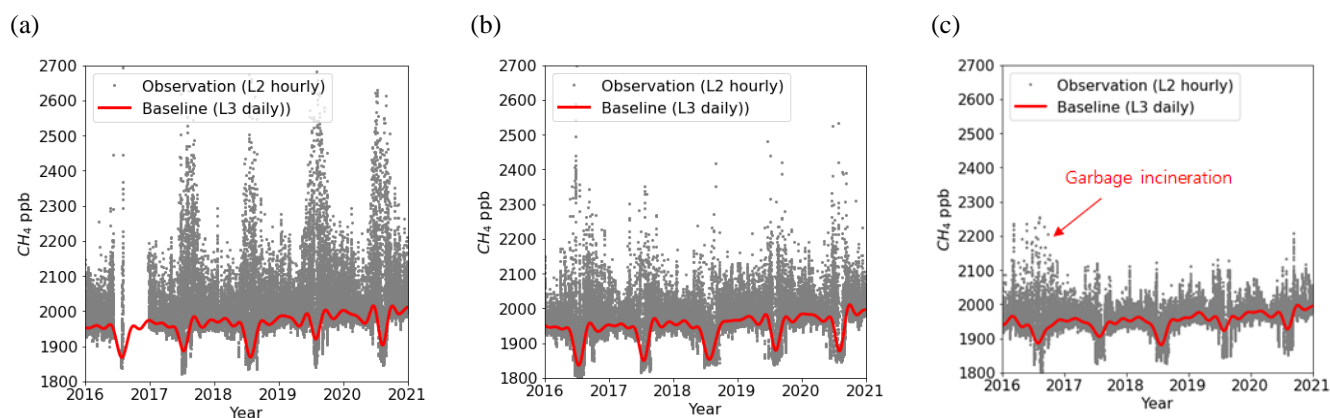 (a)
2700
2600
2500
2400
2300
2200
2100
2000
1900
1800
CH₄ ppb
Observation (L2 hourly)
Baseline (L3 daily))
2016 2017 2018 2019 2020 2021
Year
(b)
2700
2600
2500
2400
2300
2200
2100
2000
1900
1800
CH₄ ppb
Observation (L2 hourly)
Baseline (L3 daily))
2016 2017 2018 2019 2020 2021
Year
(c)
2700
2600
2500
2400
2300
2200
2100
2000
1900
1800
CH₄ ppb
Observation (L2 hourly)
Baseline (L3 daily))
Garbage incineration
2016 2017 2018 2019 2020 2021
Year